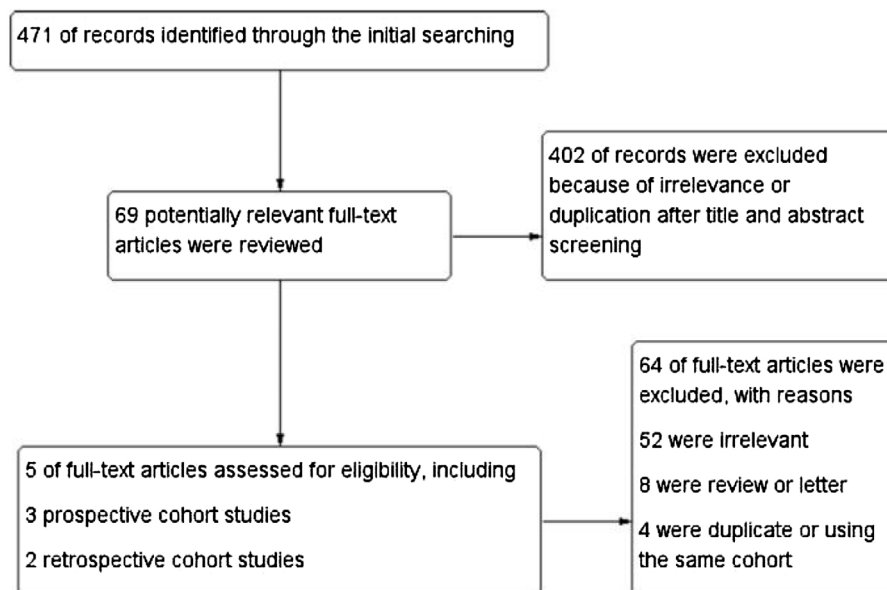 471 of records identified through the initial searching
402 of records were excluded
because of irrelevance or
duplication after title and abstract
screening
69 potentially relevant full-text
articles were reviewed
64 of full-text articles were
excluded, with reasons
52 were irrelevant
8 were review or letter
4 were duplicate or using
the same cohort
5 of full-text articles assessed for eligibility, including
3 prospective cohort studies
2 retrospective cohort studies